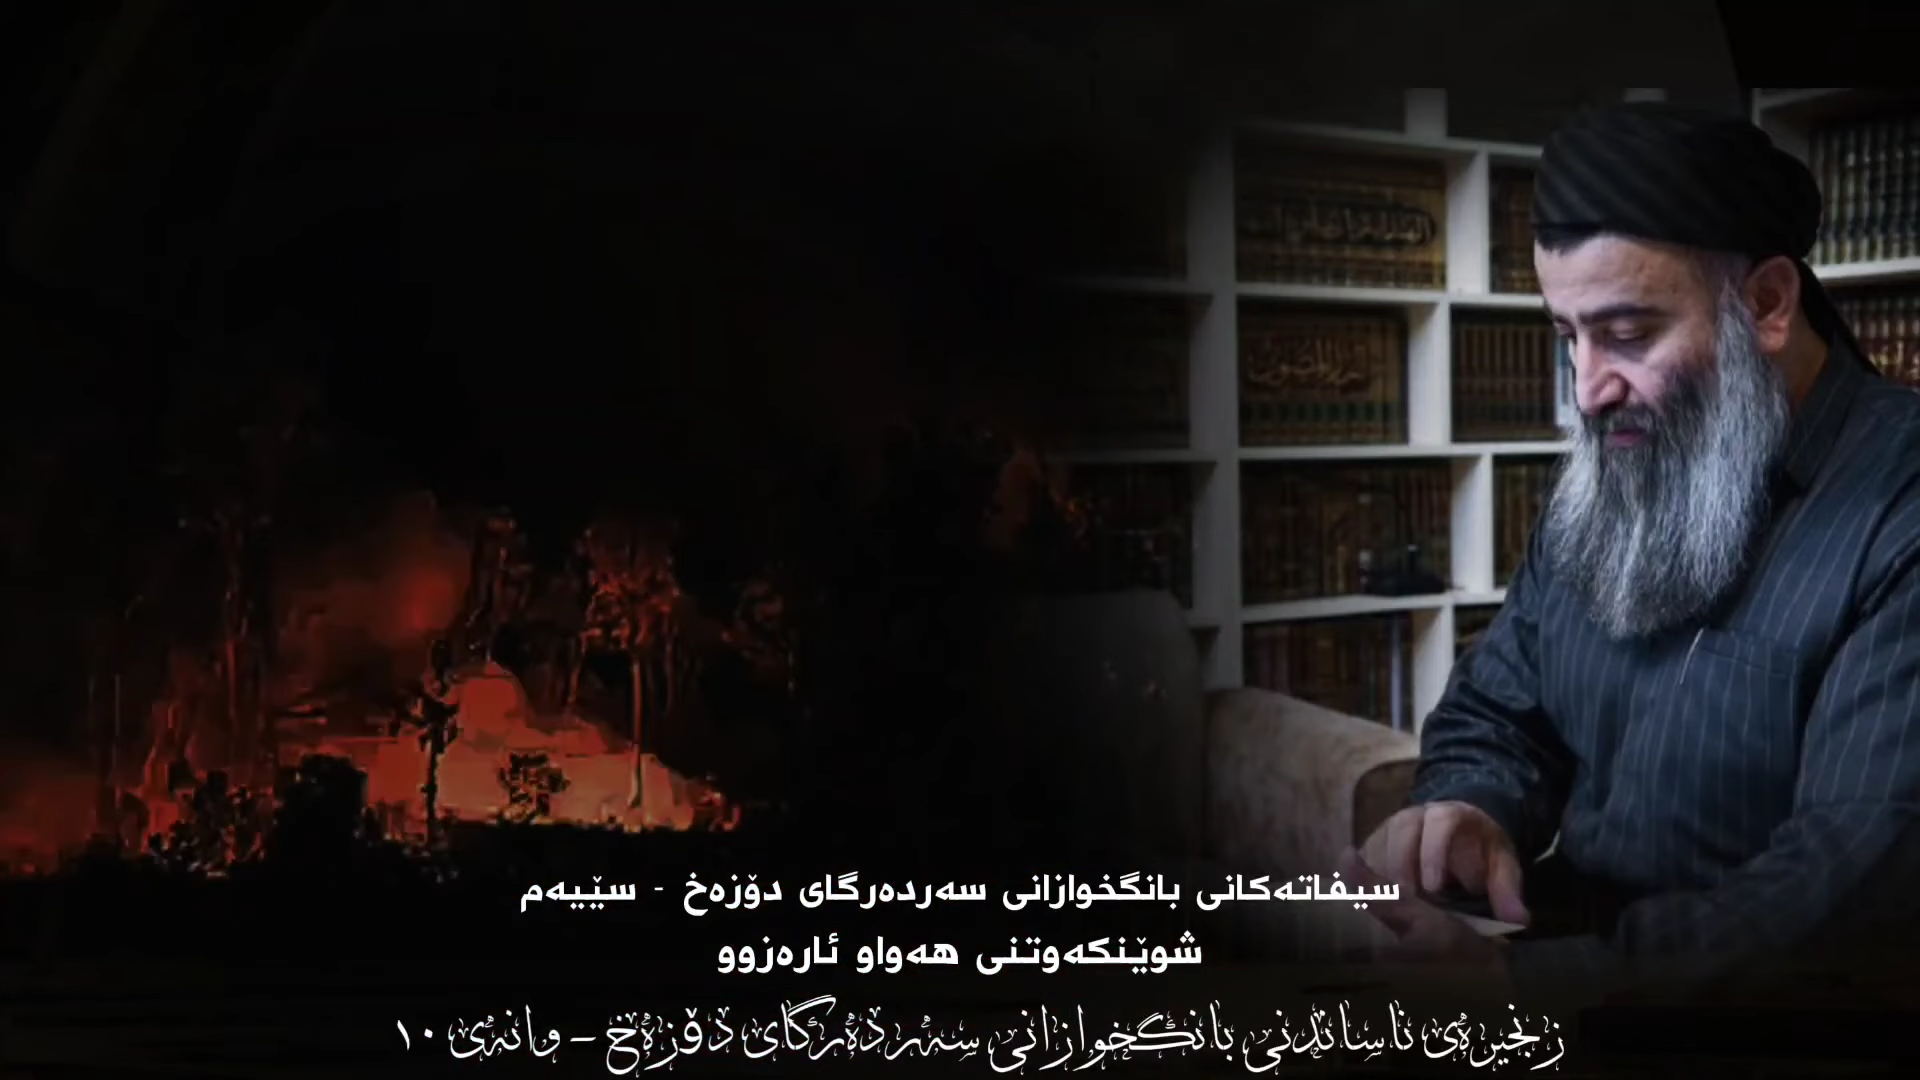 سیفاتەکانی بانگخوازانی سەردەرگای دۆزەخ - سێیەم
شوێنکەوتنی هەواو ئارەزوو
زنجیرەی ناساندنی بانگخوازانی سەردەرگای دۆزەخ – وانەی ١٠